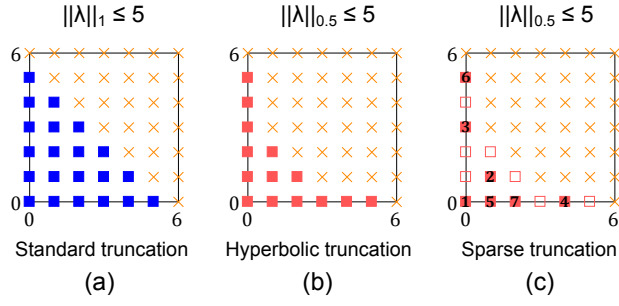 ||λ||₁ ≤ 5 ||λ||₀.₅ ≤ 5 ||λ||₀.₅ ≤ 5
6 6 6
6
3
2
0 0 0 1 5 7 4
0 6 0 6 0 6
Standard truncation Hyperbolic truncation Sparse truncation
(a) (b) (c)